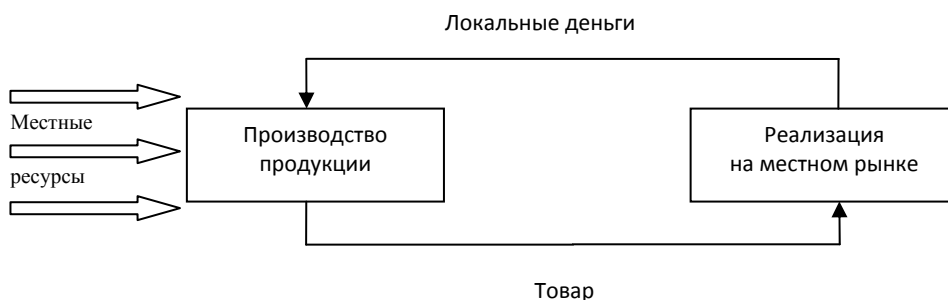 Локальные деньги
Местные
ресурсы
Производство
продукции
Реализация
на местном рынке
Товар